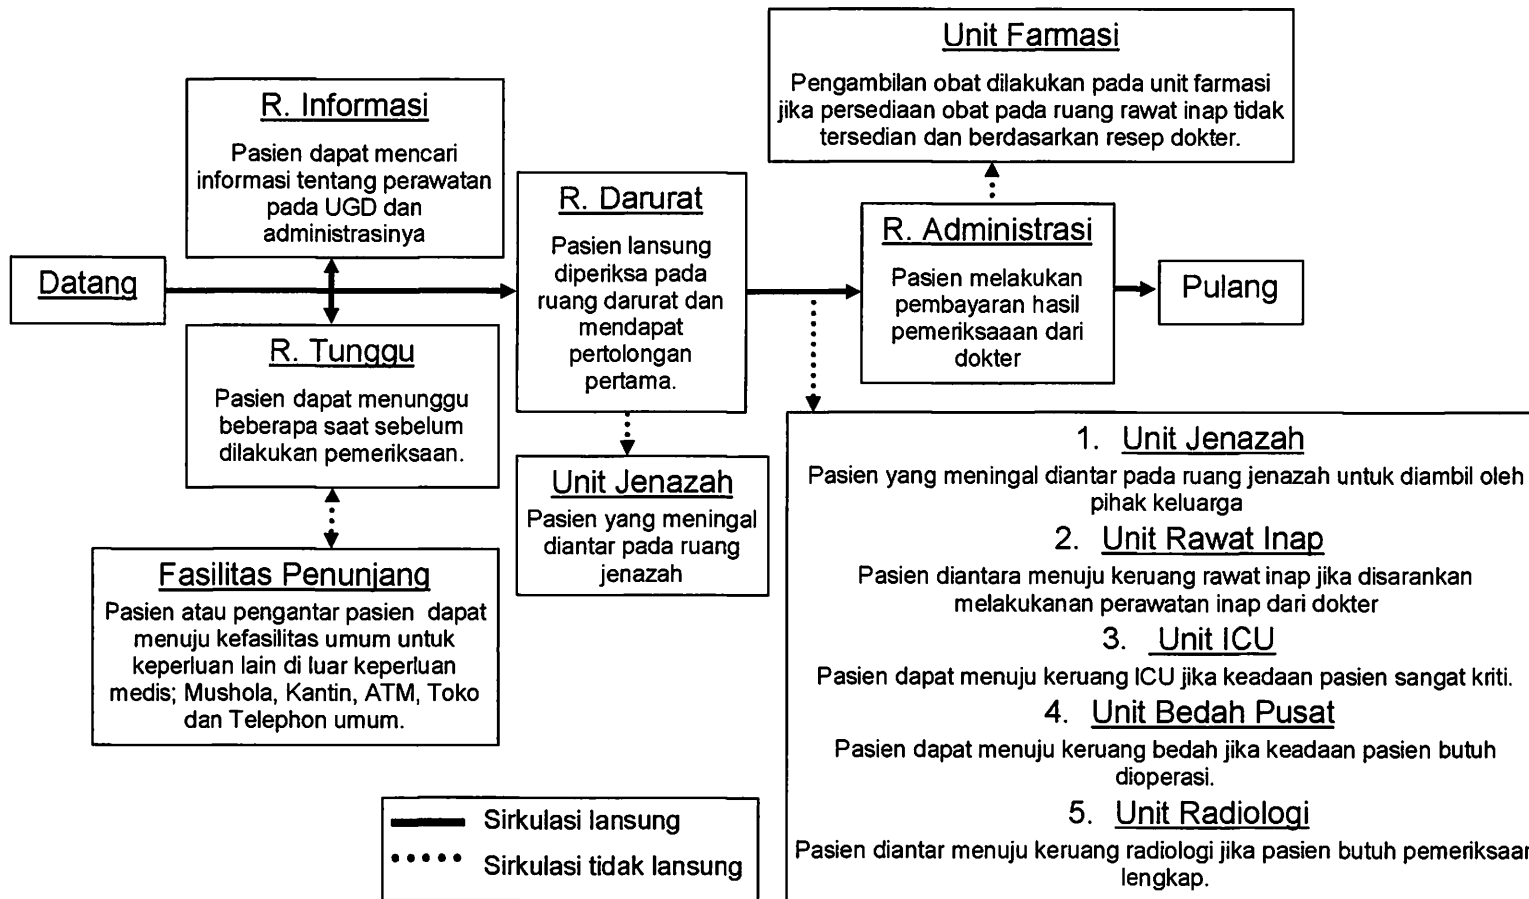 Unit Farmasi
Pengambilan obat dilakukan pada unit farmasi
jika persediaan obat pada ruang rawat inap tidak
tersedian dan berdasarkan resep dokter.
R. Informasi
Pasien dapat mencari
informasi tentang perawatan
pada UGD dan
administrasinya
R. Darurat
Pasien lansung
diperiksa pada
ruang darurat dan
mendapat
pertolongan
pertama.
R. Administrasi
Pasien melakukan
pembayaran hasil
pemeriksaaan dari
dokter
Datang
Pulang
R. Tunggu
Pasien dapat menunggu
beberapa saat sebelum
dilakukan pemeriksaan.
Unit Jenazah
Pasien yang meningal
diantar pada ruang
jenazah
Fasilitas Penunjang
Pasien atau pengantar pasien dapat
menuju kefasilitas umum untuk
keperluan lain di luar keperluan
medis; Mushola, Kantin, ATM, Toko
dan Telephon umum.
1. Unit Jenazah
Pasien yang meningal diantar pada ruang jenazah untuk diambil oleh
pihak keluarga
2. Unit Rawat Inap
Pasien diantara menuju keruang rawat inap jika disarankan
melakukanan perawatan inap dari dokter
3. Unit ICU
Pasien dapat menuju keruang ICU jika keadaan pasien sangat kriti.
4. Unit Bedah Pusat
Pasien dapat menuju keruang bedah jika keadaan pasien butuh
dioperasi.
5. Unit Radiologi
Pasien diantar menuju keruang radiologi jika pasien butuh pemeriksaan
lengkap.
Sirkulasi lansung
Sirkulasi tidak lansung